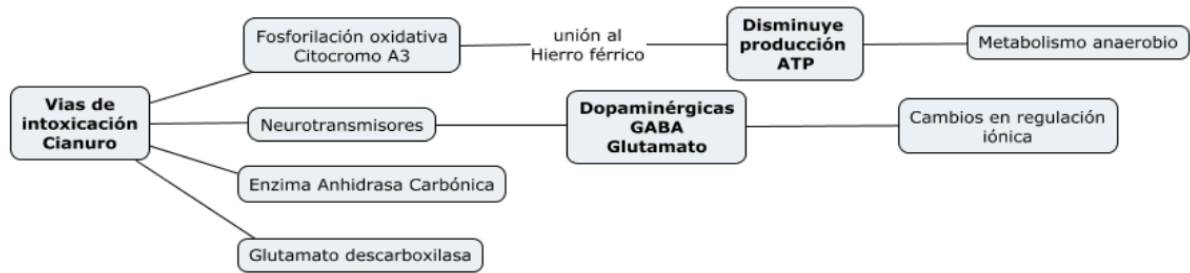 Fosforilación oxidativa
Citocromo A3
unión al
Hierro férrico
Disminuye
producción
ATP
Metabolismo anaerobio
Vias de
intoxicación
Cianuro
Neurotransmisores
Dopaminérgicas
GABA
Glutamato
Cambios en regulación
iónica
Enzima Anhidrasa Carbónica
Glutamato descarboxilasa